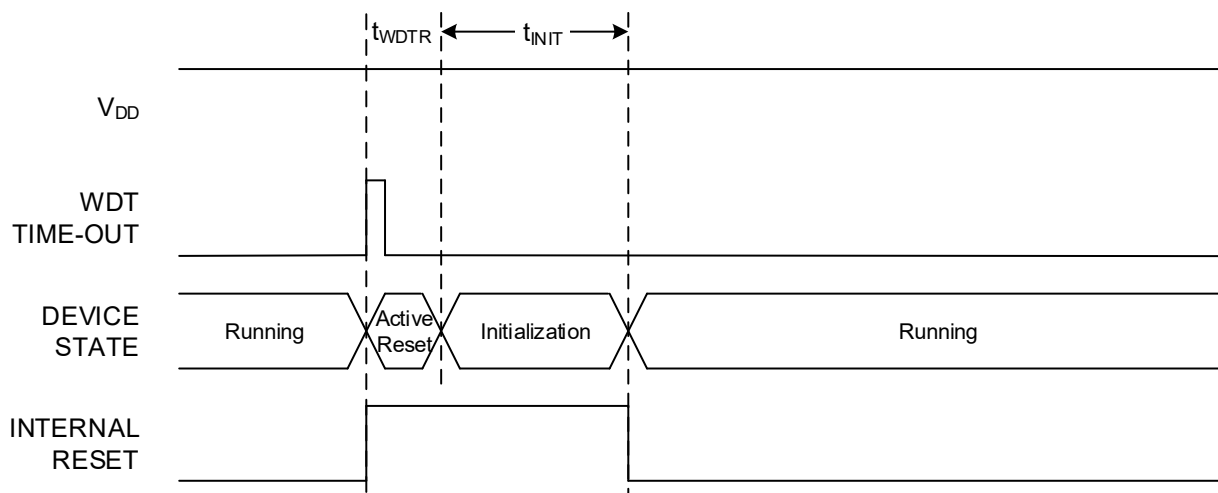 tWDTR
tINIT
VDD
WDT
TIME-OUT
DEVICE
STATE
Running
Active
Reset
Initialization
Running
INTERNAL
RESET